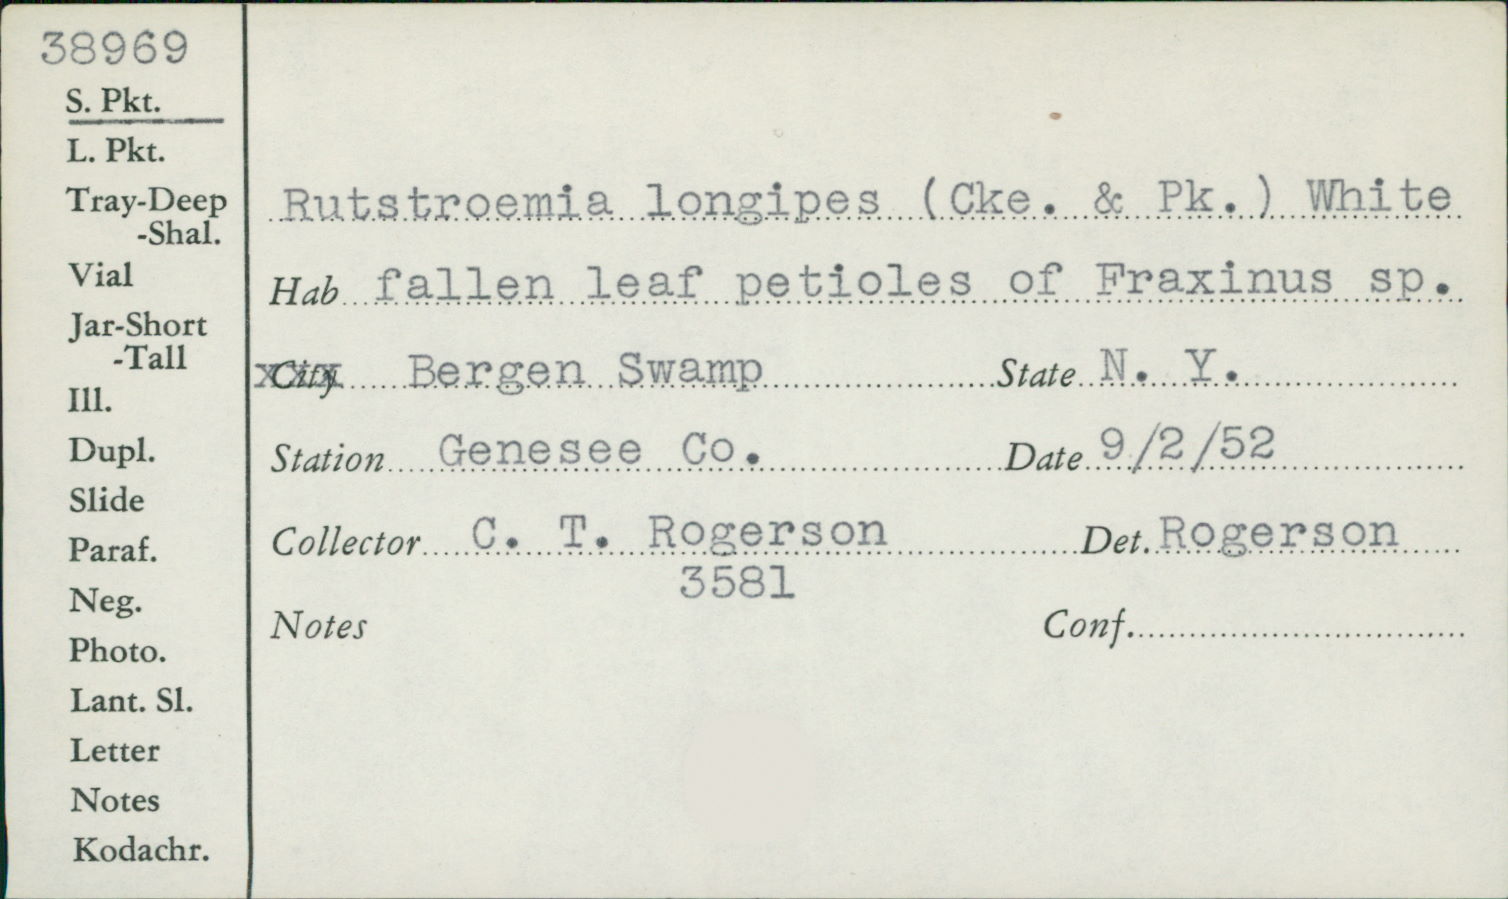 38969
S. Pkt.
L. Pkt.
Tray-Deep
-Shal.
Vial
Jar-Short
-Tall
Ill.
Dupl.
Slide
Paraf.
Neg.
Photo.
Lant. Sl.
Letter
Notes
Kodachr.
Rutstroemia longipes (Cke. & Pk.) White
Hab fallen leaf petioles of Fraxinus sp.
City Bergen Swamp State N. Y.
Station Genesee Co. Date 9/2/52
Collector C. T. Rogerson Det. Rogerson
3581
Notes Conf.